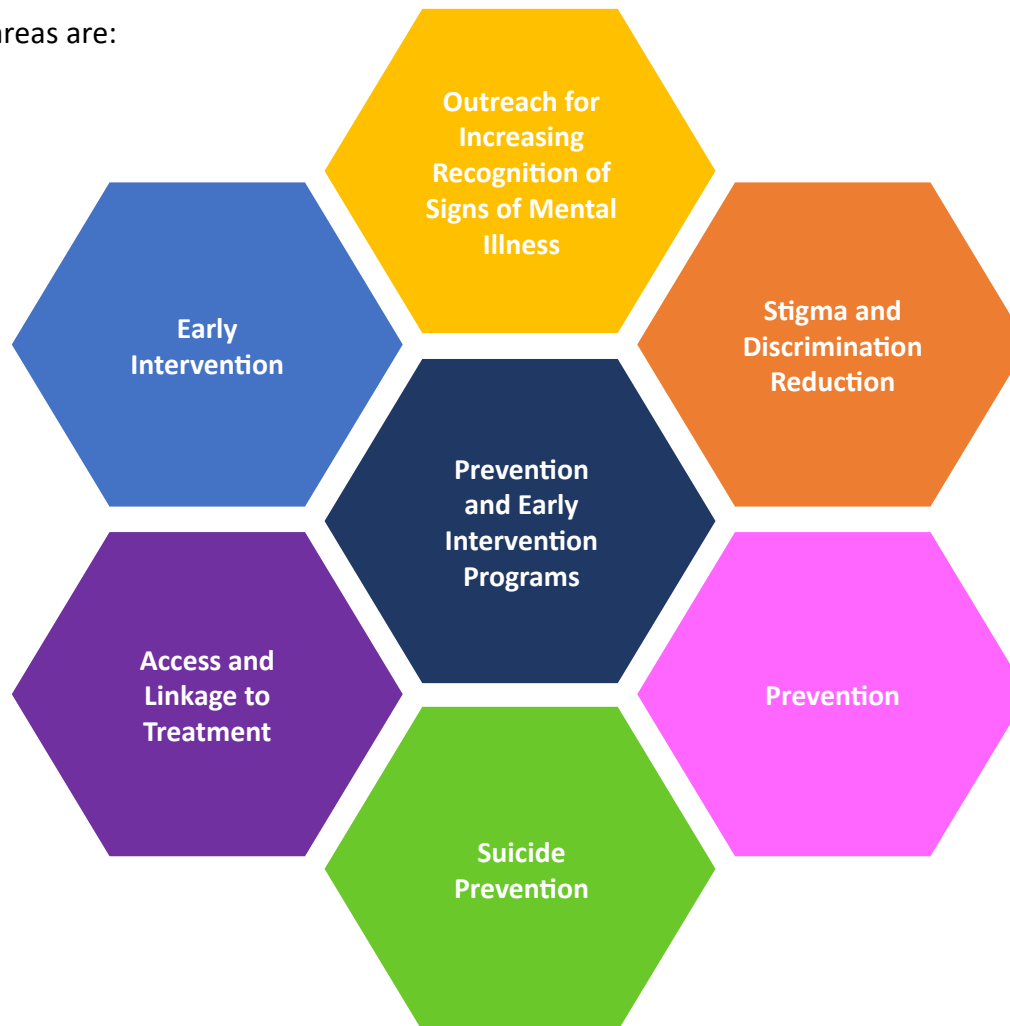 areas are:
Outreach for
Increasing
Recognition of
Signs of Mental
Illness
Early
Intervention
Stigma and
Discrimination
Reduction
Prevention
and Early
Intervention
Programs
Access and
Linkage to
Treatment
Prevention
Suicide
Prevention